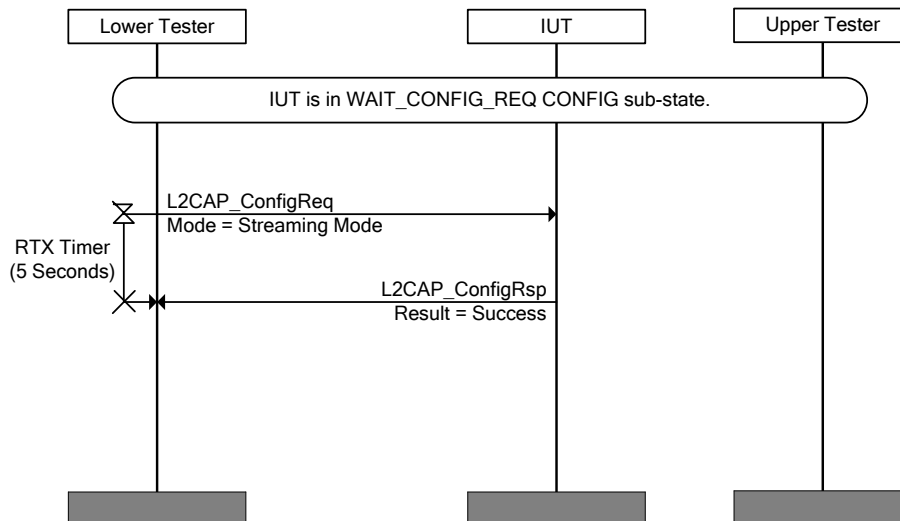 Lower Tester
IUT
Upper Tester
IUT is in WAIT_CONFIG_REQ CONFIG sub-state.
L2CAP_ConfigReq
Mode = Streaming Mode
RTX Timer
(5 Seconds)
L2CAP_ConfigRsp
Result = Success